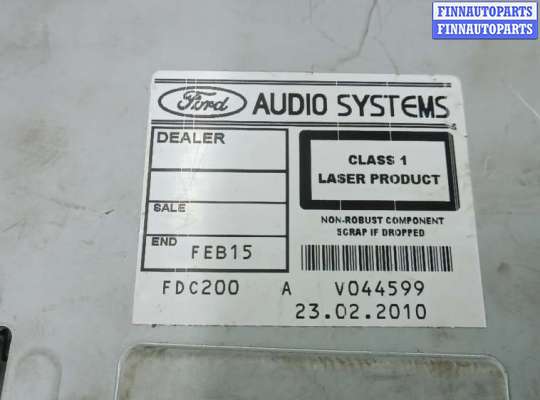 FINNAUTOPARTS
FINNAUTOPARTS
Ford AUDIO SYSTEMS
DEALER
SALE
END FEB15
CLASS 1
LASER PRODUCT
NON-ROBUST COMPONENT
SCRAP IF DROPPED
FDC200 A V044599
23.02.2010